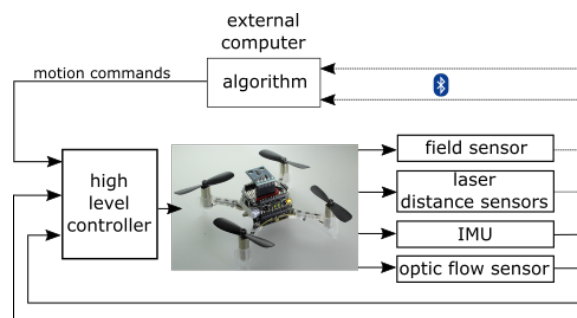 external
computer
algorithm
motion commands
high
level
controller
field sensor
laser
distance sensors
IMU
optic flow sensor